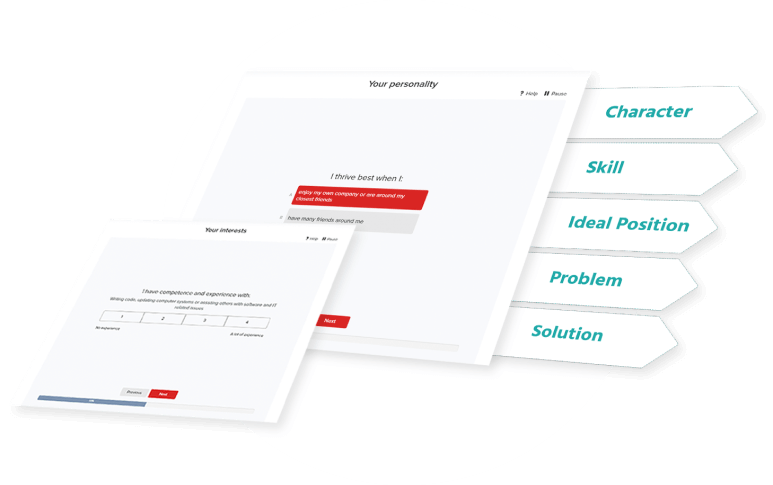 Your personality
? Help
Pause
I thrive best when I:
enjoy my own company or are around my
closest friends
have many friends around me
Next
Your interests
? Help
Pause
I have competence and experience with:
Writing code, updating computer systems or assisting others with software and IT
related issues
1 2 3 4
No experience
A lot of experience
Previous
Next
Character
Skill
Ideal Position
Problem
Solution